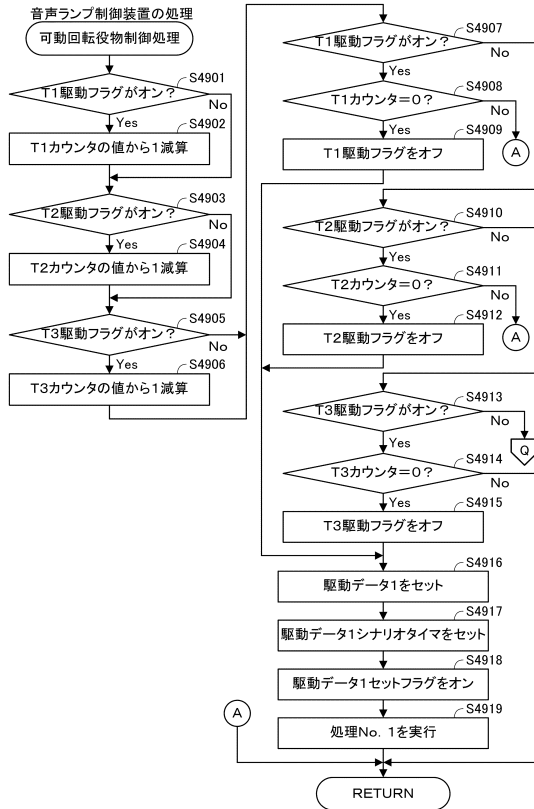 音声ランプ制御装置の処理
可動回転役物制御処理
S4901
T1駆動フラグがオン?
No
Yes
S4902
T1カウンタの値から1減算
S4903
T2駆動フラグがオン?
No
Yes
S4904
T2カウンタの値から1減算
S4905
T3駆動フラグがオン?
No
Yes
S4906
T3カウンタの値から1減算
S4907
T1駆動フラグがオン?
No
Yes
S4908
T1カウンタ=0?
No
Yes
A
S4909
T1駆動フラグをオフ
S4910
T2駆動フラグがオン?
No
Yes
S4911
T2カウンタ=0?
No
Yes
A
S4912
T2駆動フラグをオフ
S4913
T3駆動フラグがオン?
No
Yes
Q
S4914
T3カウンタ=0?
No
Yes
S4915
T3駆動フラグをオフ
S4916
駆動データ1をセット
S4917
駆動データ1シナリオタイマをセット
S4918
駆動データ1セットフラグをオン
S4919
処理No. 1を実行
A
RETURN